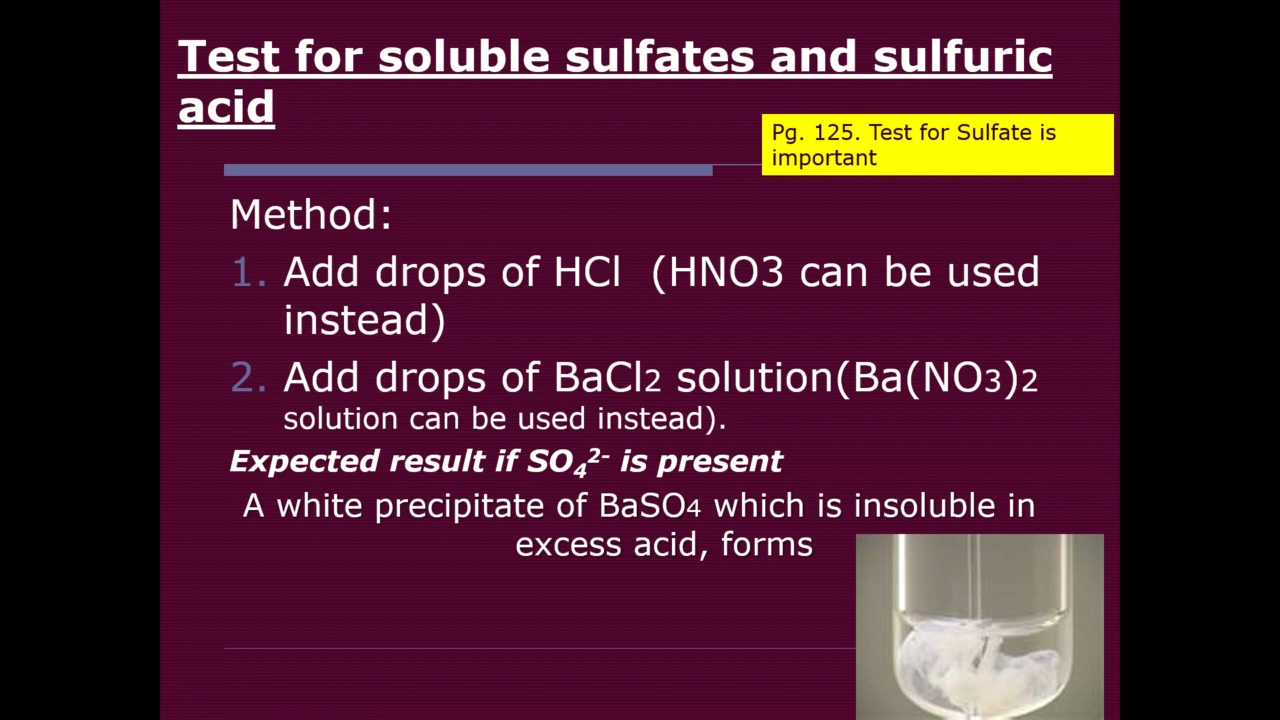 Test for soluble sulfates and sulfuric
acid
Pg. 125. Test for Sulfate is
important
Method:
1. Add drops of HCl (HNO3 can be used
instead)
2. Add drops of BaCl2 solution(Ba(NO3)2
solution can be used instead).
Expected result if SO₄²⁻ is present
A white precipitate of BaSO4 which is insoluble in
excess acid, forms